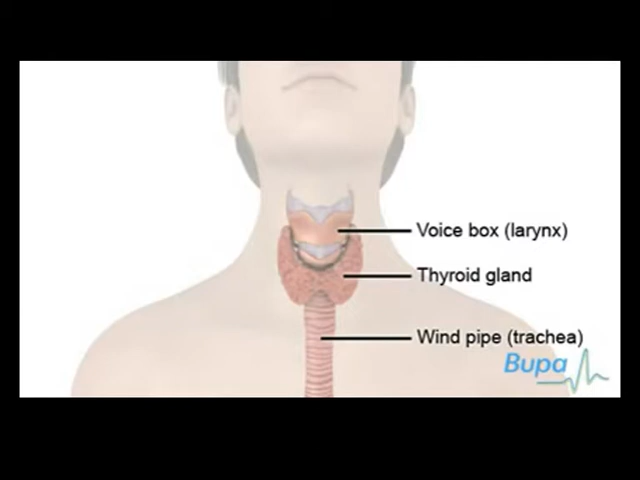 Voice box (larynx)
Thyroid gland
Wind pipe (trachea)
Bupa